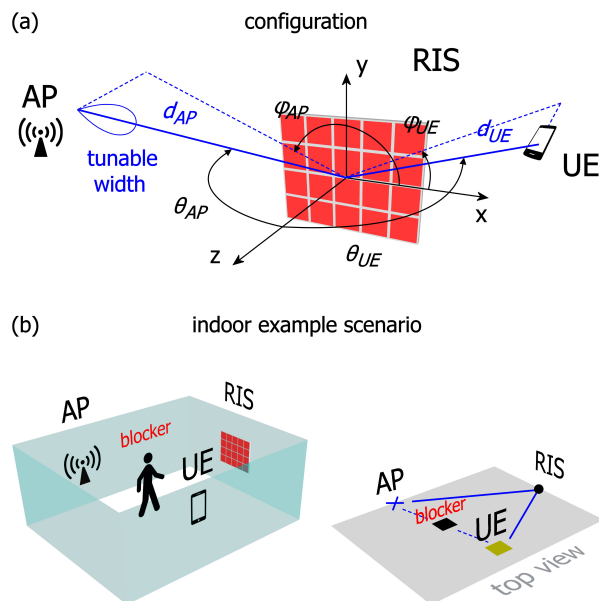 (a)
configuration
RIS
AP
y
d_AP
φ_AP
φ_UE
d_UE
UE
tunable
width
θ_AP
x
z
θ_UE
(b)
indoor example scenario
AP
RIS
blocker
UE
AP
RIS
blocker
UE
top view